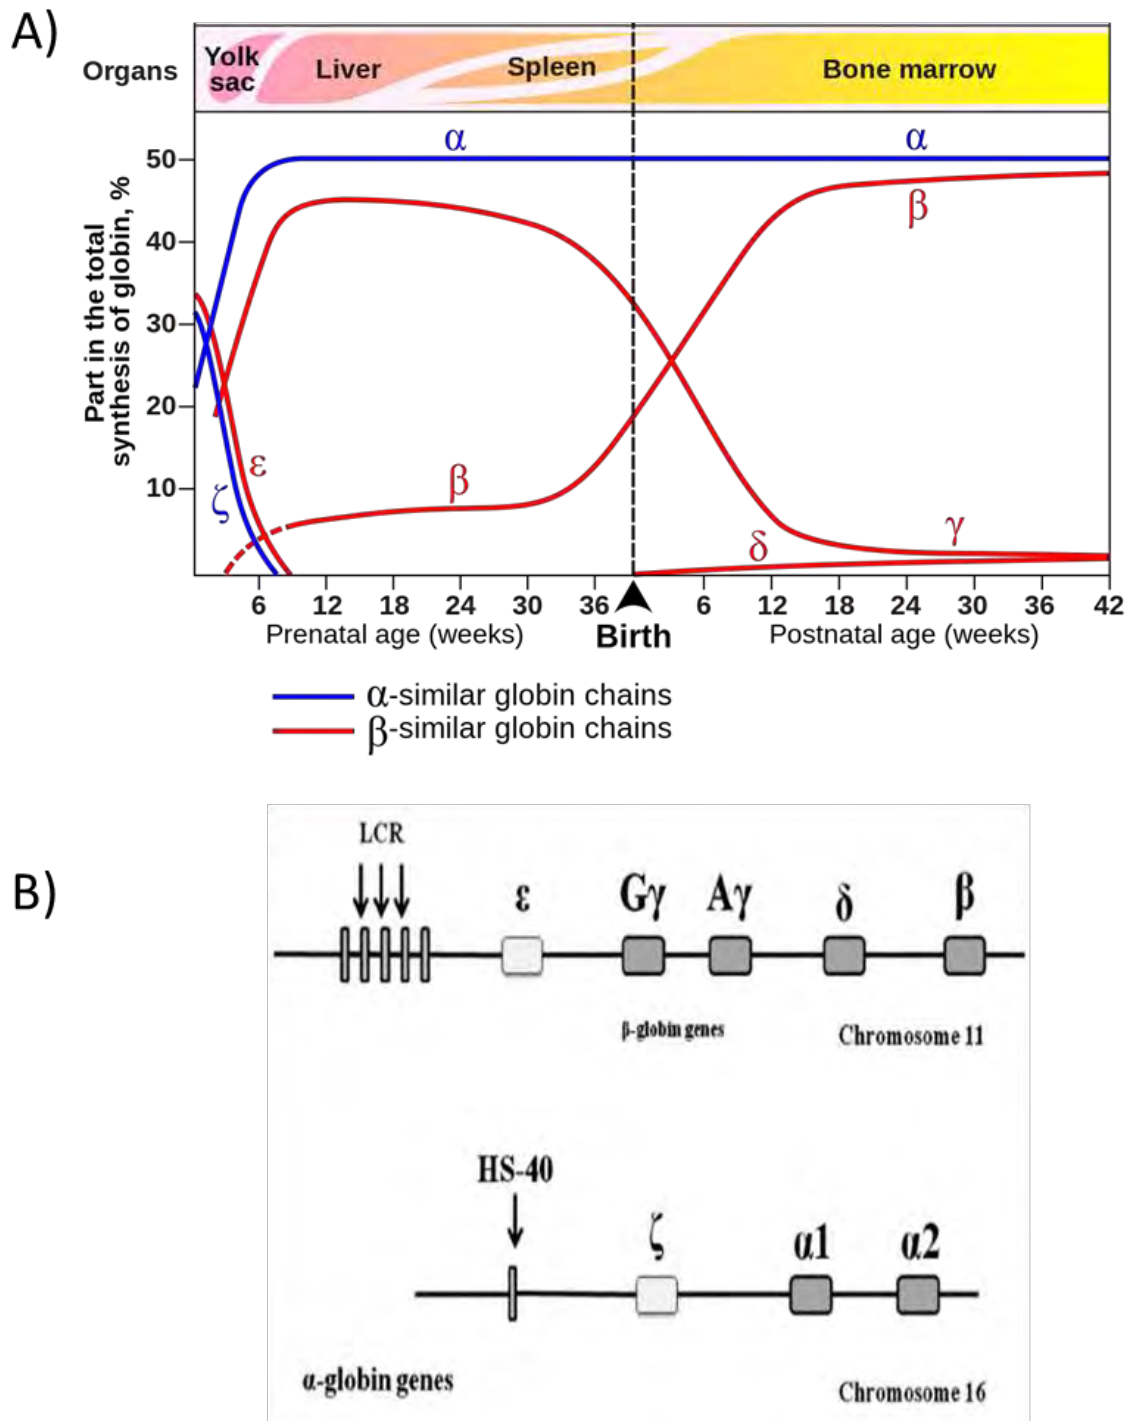 A)
Organs
Yolk
sac
Liver
Spleen
Bone marrow
Part in the total
synthesis of globin, %
50
40
30
20
10
α
α
β
β
ε
ζ
δ
γ
6 12 18 24 30 36 6 12 18 24 30 36 42
Prenatal age (weeks)
Birth
Postnatal age (weeks)
α-similar globin chains
β-similar globin chains
B)
LCR
ε Gγ Aγ δ β
β-globin genes
Chromosome 11
HS-40
ζ α1 α2
α-globin genes
Chromosome 16